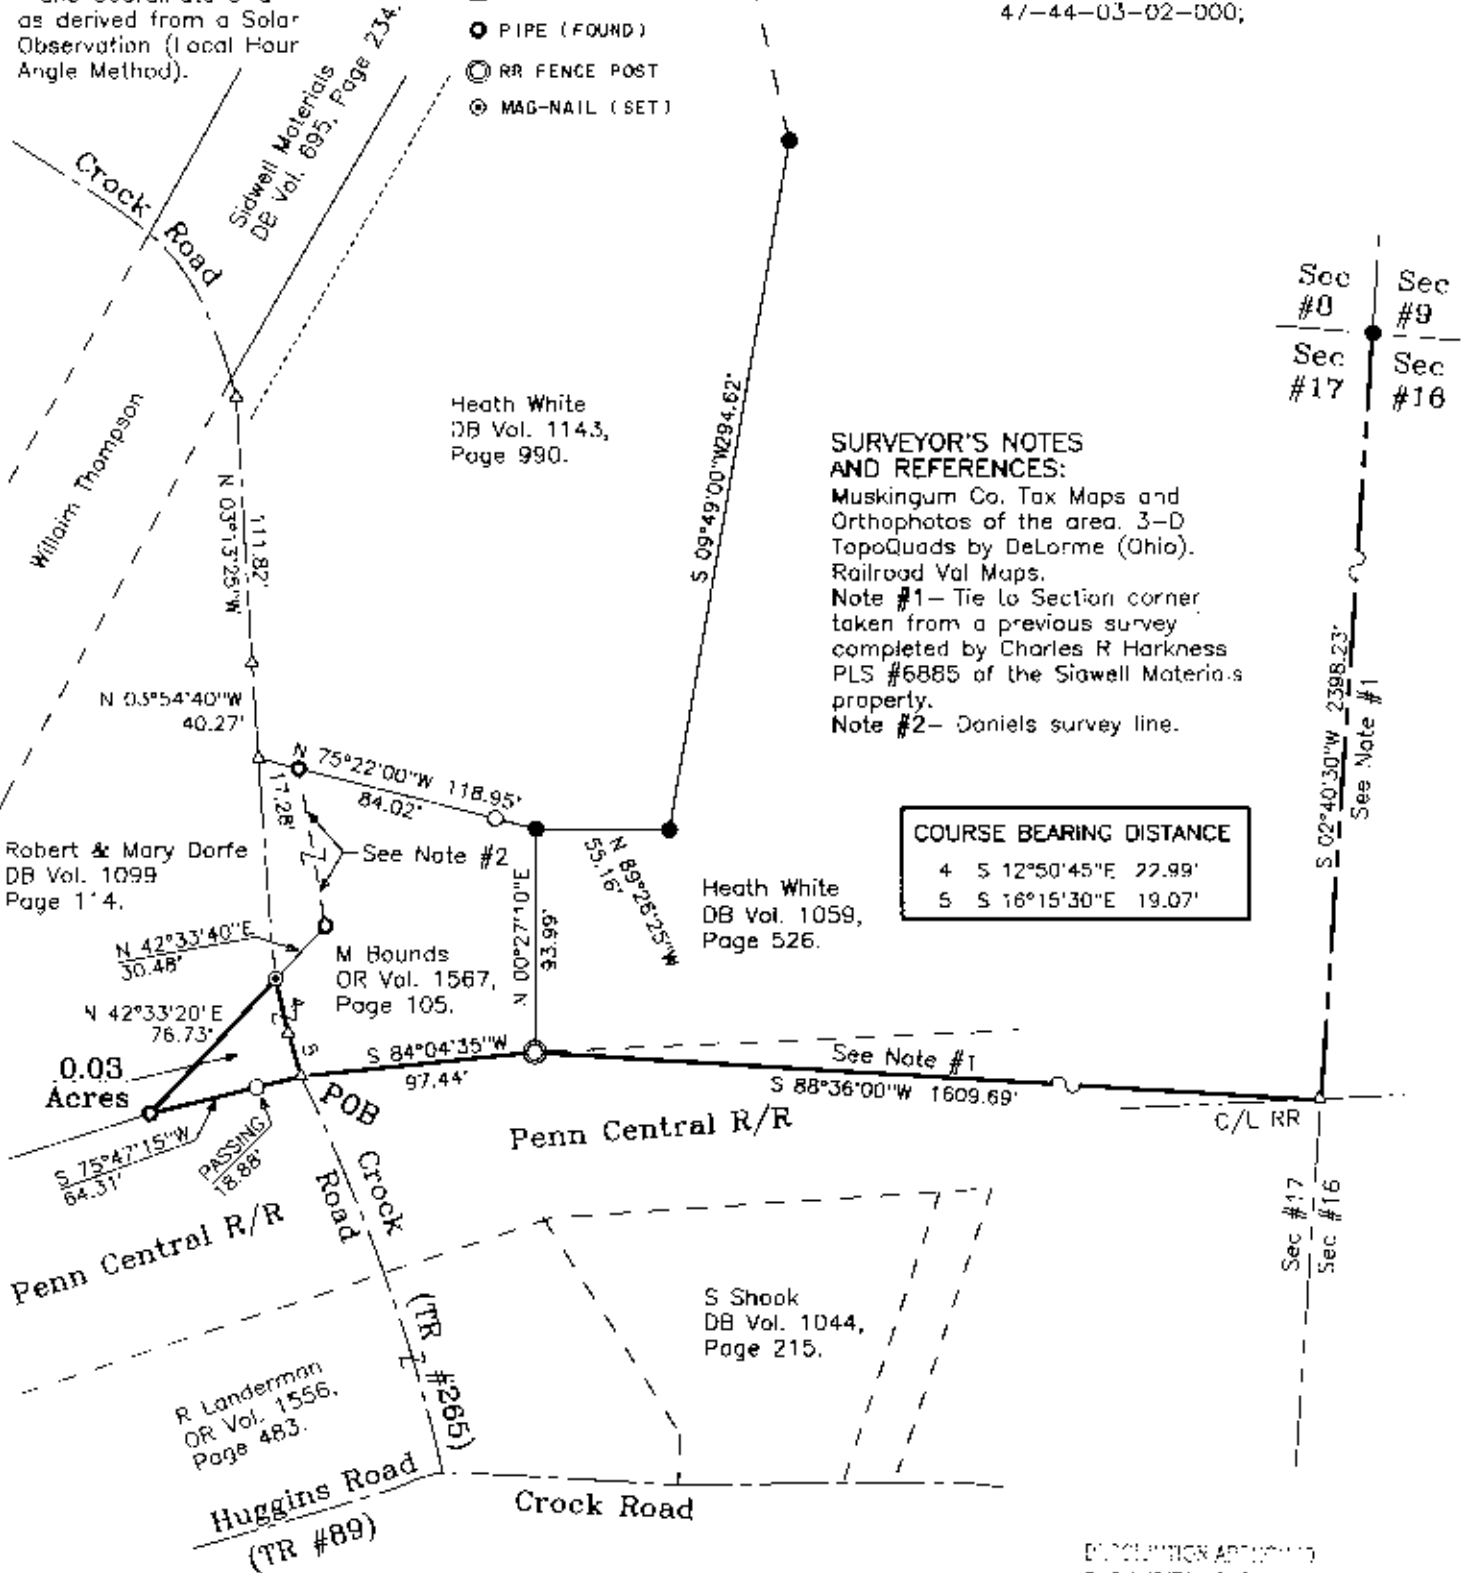 as derived from a Solar
Observation (Local Hour
Angle Method).
PIPE (FOUND)
RR FENCE POST
MAG-NAIL (SET)
47-44-03-02-000;
Sidwell Materials
DB Vol. 695, Page 234.
Crock Road
Willaim Thompson
Heath White
DB Vol. 1143,
Page 990.
S 09°49'00"W 294.62'
Sec #8
Sec #9
Sec #17
Sec #16
SURVEYOR'S NOTES
AND REFERENCES:
Muskingum Co. Tax Maps and
Orthophotos of the area. 3-D
TopoQuads by DeLorme (Ohio).
Railroad Val Maps.
Note #1- Tie to Section corner
taken from a previous survey
completed by Charles R Harkness
PLS #6885 of the Sidwell Materials
property.
Note #2- Daniels survey line.
N 03°13'25"W
111.82'
N 03°54'40"W
40.27'
N 75°22'00"W 118.95'
84.02'
See Note #2
Robert & Mary Dorfe
DB Vol. 1099
Page 114.
N 42°33'40"E
30.48'
N 42°33'20"E
76.73'
0.03
Acres
M Bounds
OR Vol. 1567,
Page 105.
N 00°27'10"E
93.99'
N 89°26'25"W
55.16'
Heath White
DB Vol. 1059,
Page 526.
COURSE BEARING DISTANCE
4 S 12°50'45"E 22.99'
5 S 16°15'30"E 19.07'
S 02°40'30"W 2398.23'
See Note #1
4
5
S 84°04'35"W
97.44'
See Note #1
S 88°36'00"W 1609.69'
C/L RR
POB
S 75°47'15"W
64.31'
PASSING
18.88'
Penn Central R/R
Penn Central R/R
Crock
Road
(TR #265)
Sec #17
Sec #16
S Shook
DB Vol. 1044,
Page 215.
R Landerman
OR Vol. 1556,
Page 483.
Huggins Road
(TR #89)
Crock Road